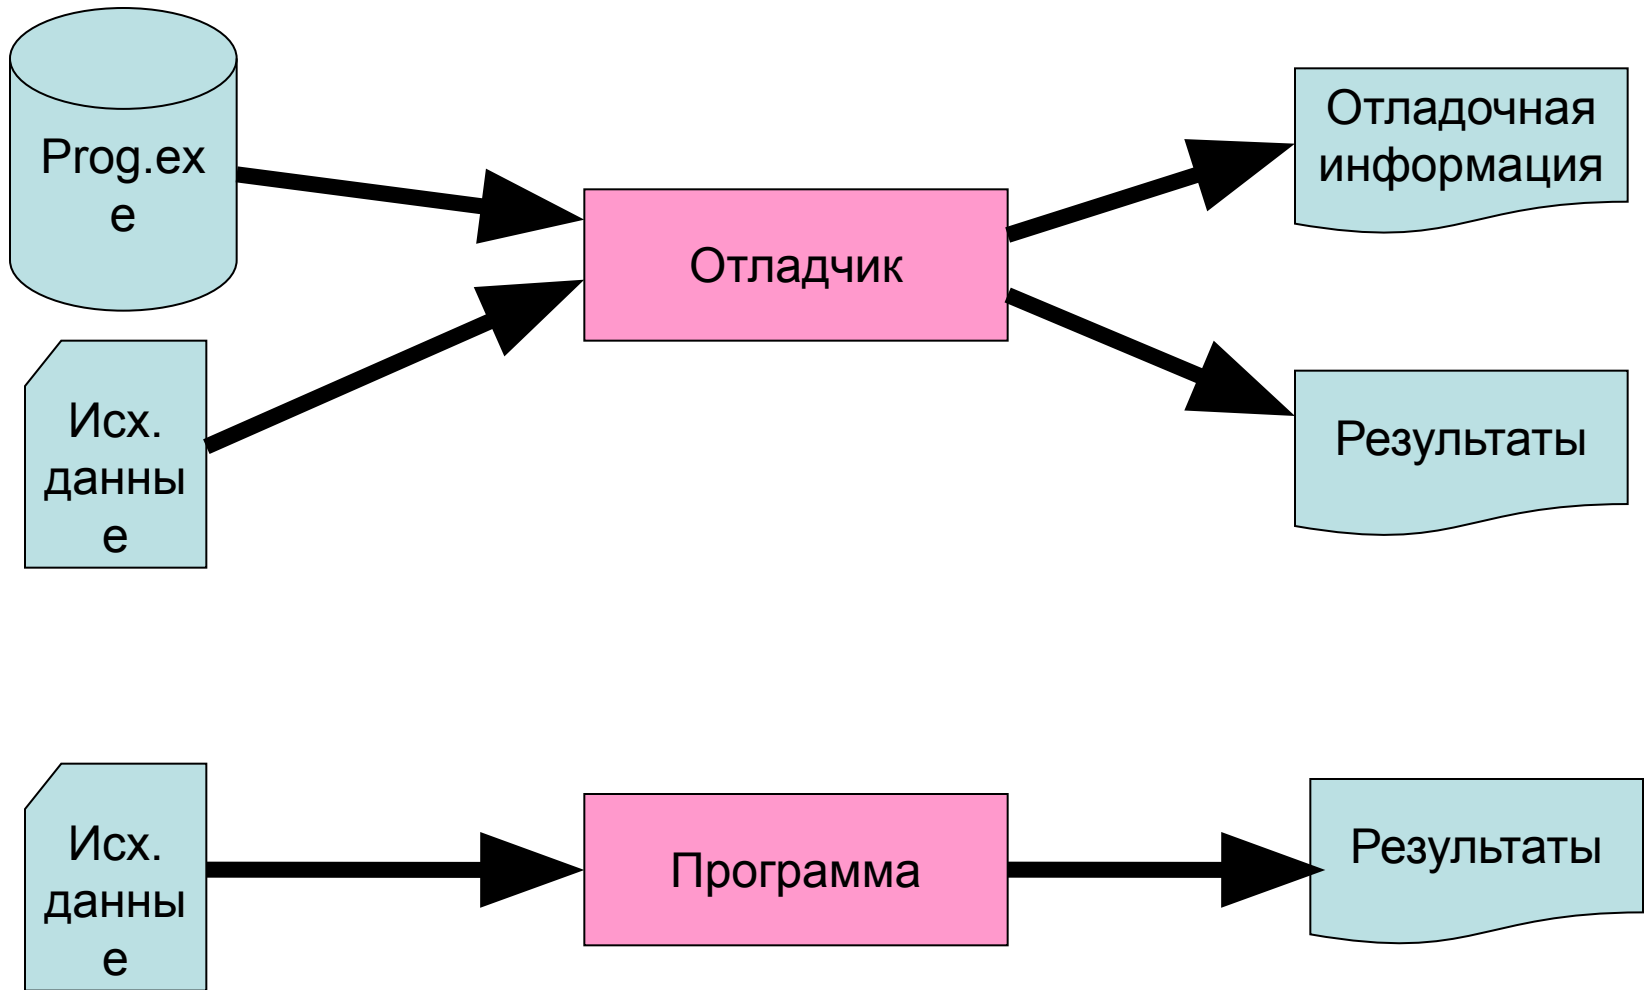 Prog.ex
e
Отладчик
Отладочная
информация
Исх.
данны
е
Результаты
Исх.
данны
е
Программа
Результаты